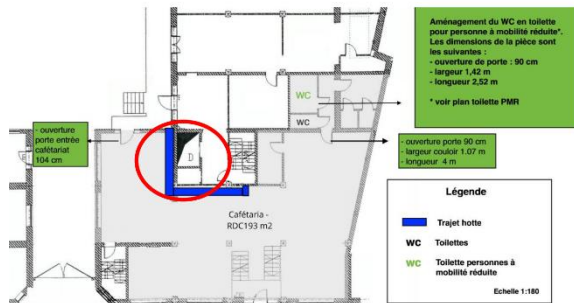 Aménagement du WC en toilette
pour personne à mobilité réduite*.
Les dimensions de la pièce sont
les suivantes :
- ouverture de porte : 90 cm
- largeur 1,42 m
- longueur 2,52 m
* voir plan toilette PMR
WC
WC
- ouverture
porte entrée
cafétariat
104 cm
- ouverture porte 90 cm
- largeur couloir 1.07 m
- longueur 4 m
D
Cafétaria -
RDC193 m2
Légende
Trajet hotte
WC Toilettes
WC Toilette personnes à
mobilité réduite
Echelle 1:180